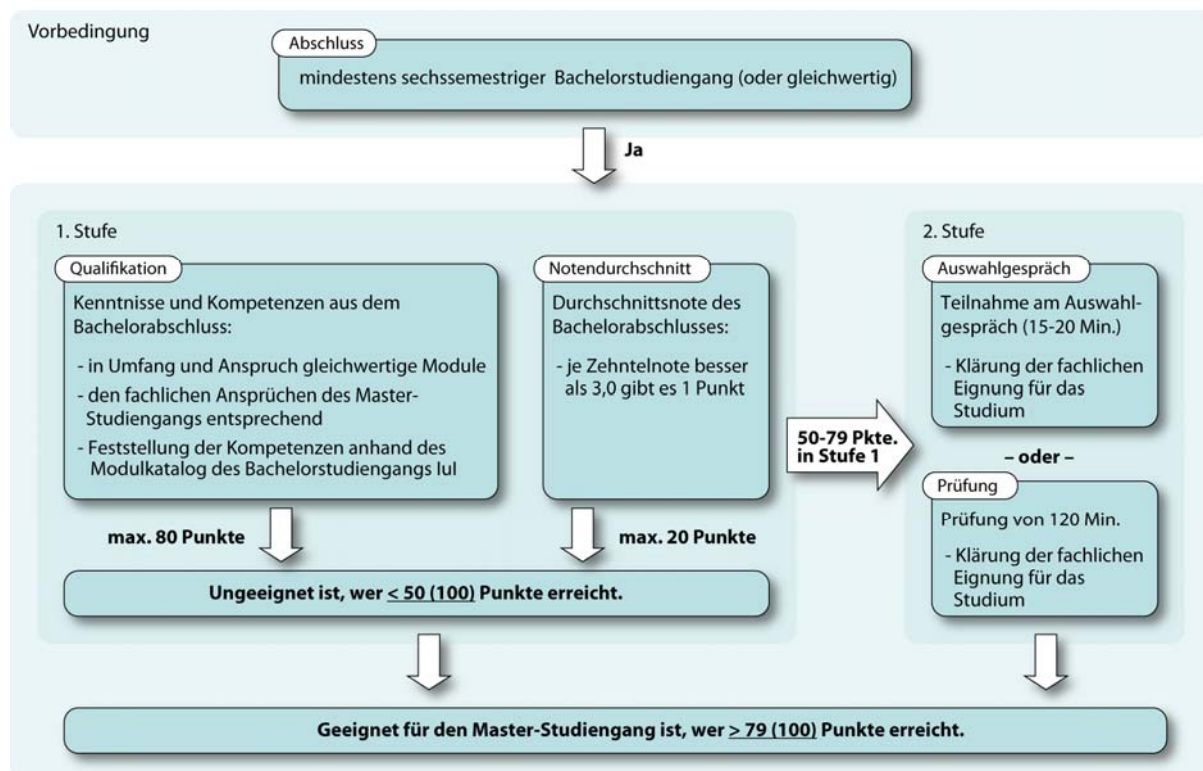 Vorbedingung
Abschluss
mindestens sechssemestriger Bachelorstudiengang (oder gleichwertig)
Ja
1. Stufe
Qualifikation
Kenntnisse und Kompetenzen aus dem
Bachelorabschluss:
- in Umfang und Anspruch gleichwertige Module
- den fachlichen Ansprüchen des Master-
Studiengangs entsprechend
- Feststellung der Kompetenzen anhand des
Modulkatalog des Bachelorstudiengangs IuI
max. 80 Punkte
Notendurchschnitt
Durchschnittsnote des
Bachelorabschlusses:
- je Zehntelnote besser
als 3,0 gibt es 1 Punkt
max. 20 Punkte
Ungeeignet ist, wer < 50 (100) Punkte erreicht.
50-79 Pkte.
in Stufe 1
2. Stufe
Auswahlgespräch
Teilnahme am Auswahl-
gespräch (15-20 Min.)
- Klärung der fachlichen
Eignung für das
Studium
– oder –
Prüfung
Prüfung von 120 Min.
- Klärung der fachlichen
Eignung für das
Studium
Geeignet für den Master-Studiengang ist, wer > 79 (100) Punkte erreicht.